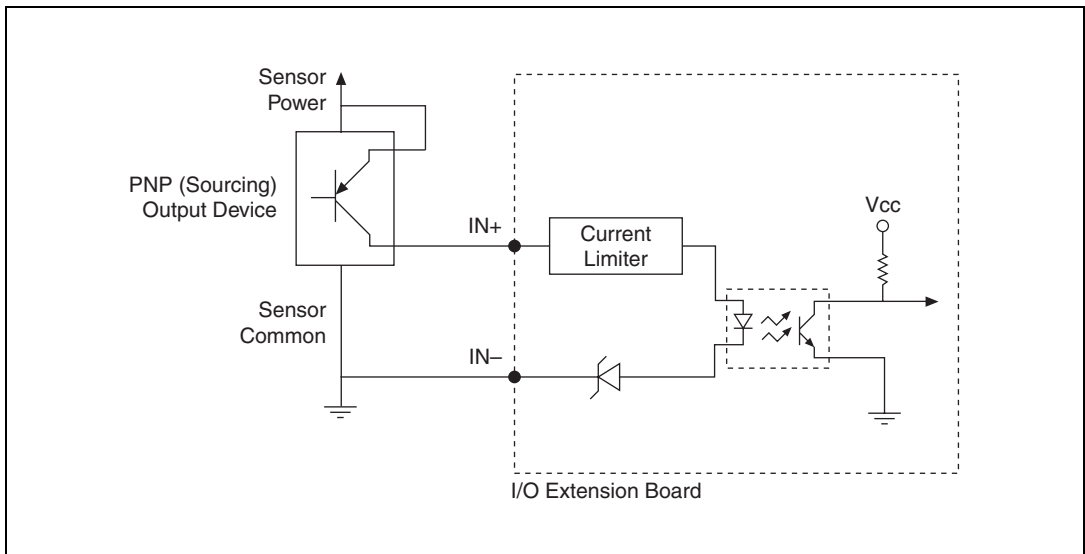 Sensor
Power
PNP (Sourcing)
Output Device
IN+
Current
Limiter
Vcc
Sensor
Common
IN–
I/O Extension Board